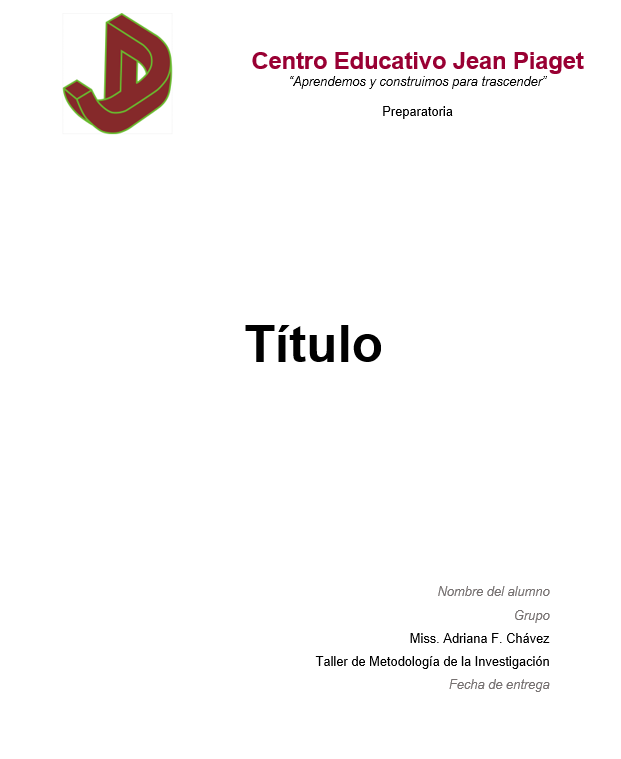 Centro Educativo Jean Piaget
“Aprendemos y construimos para trascender”
Preparatoria
Título
Nombre del alumno
Grupo
Miss. Adriana F. Chávez
Taller de Metodología de la Investigación
Fecha de entrega